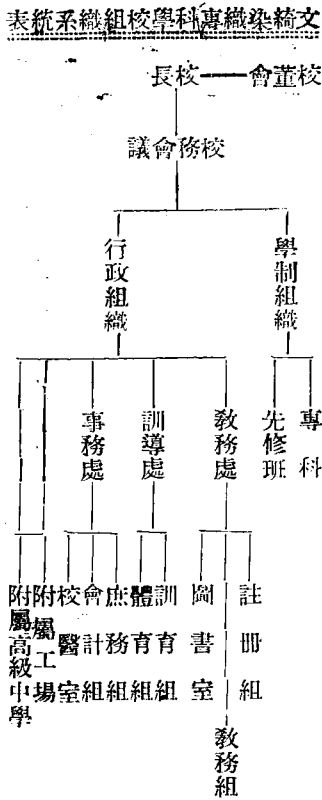 文綺染織專科學校組織系統表
校董會——校長
校務會議
學制組織
行政組織
專科
先修班
教務處
訓導處
事務處
註冊組
教務組
圖書室
訓育組
體育組
庶務組
會計組
校醫室
附屬工場
附屬高級中學